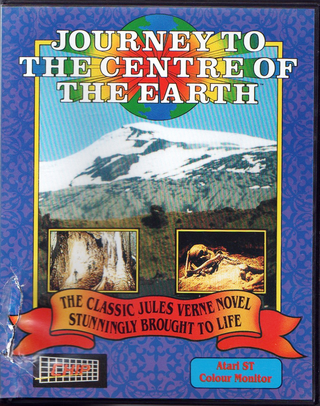 JOURNEY TO
THE CENTRE OF
THE EARTH
THE CLASSIC JULES VERNE NOVEL
STUNNINGLY BROUGHT TO LIFE
CHIP
Atari ST
Colour Monitor